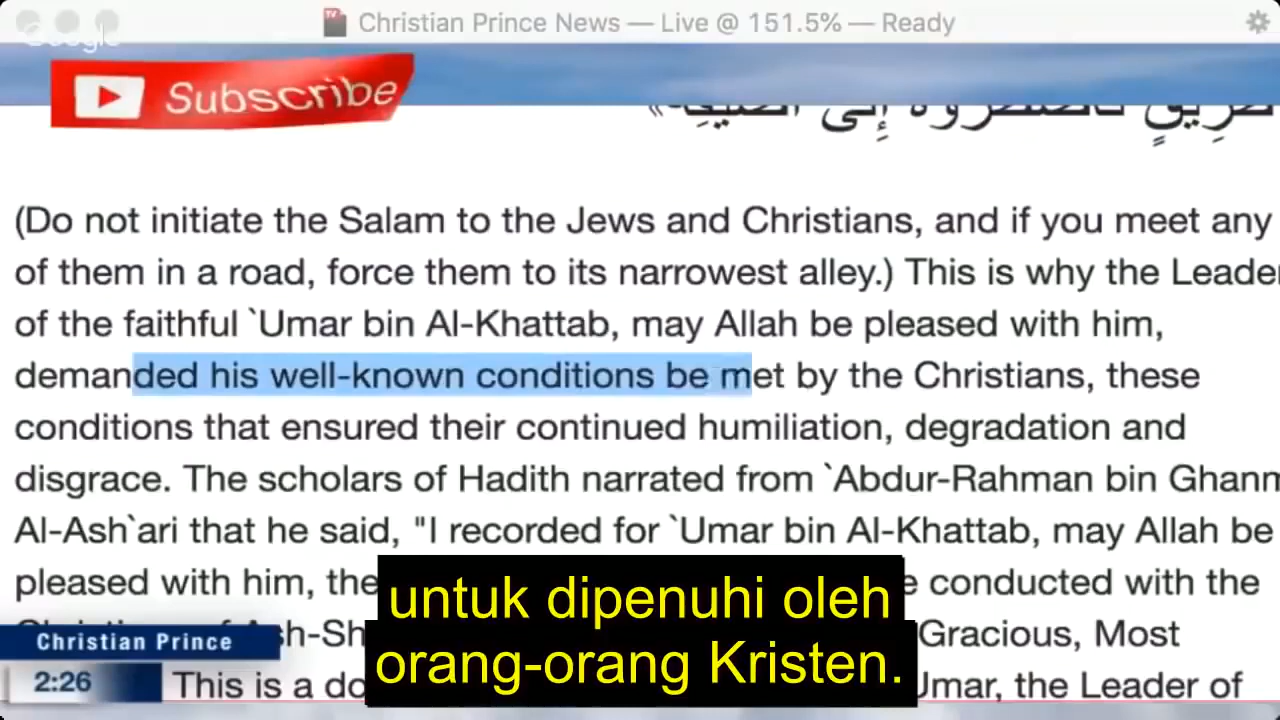 Christian Prince News — Live @ 151.5% — Ready
Google
Subscribe
(Do not initiate the Salam to the Jews and Christians, and if you meet any
of them in a road, force them to its narrowest alley.) This is why the Leader
of the faithful `Umar bin Al-Khattab, may Allah be pleased with him,
demanded his well-known conditions be met by the Christians, these
conditions that ensured their continued humiliation, degradation and
disgrace. The scholars of Hadith narrated from `Abdur-Rahman bin Ghanm
Al-Ash`ari that he said, "I recorded for `Umar bin Al-Khattab, may Allah be
pleased with him, the conducted with the
Gracious, Most
This is a Umar, the Leader of
untuk dipenuhi oleh
orang-orang Kristen.
Christian Prince
2:26